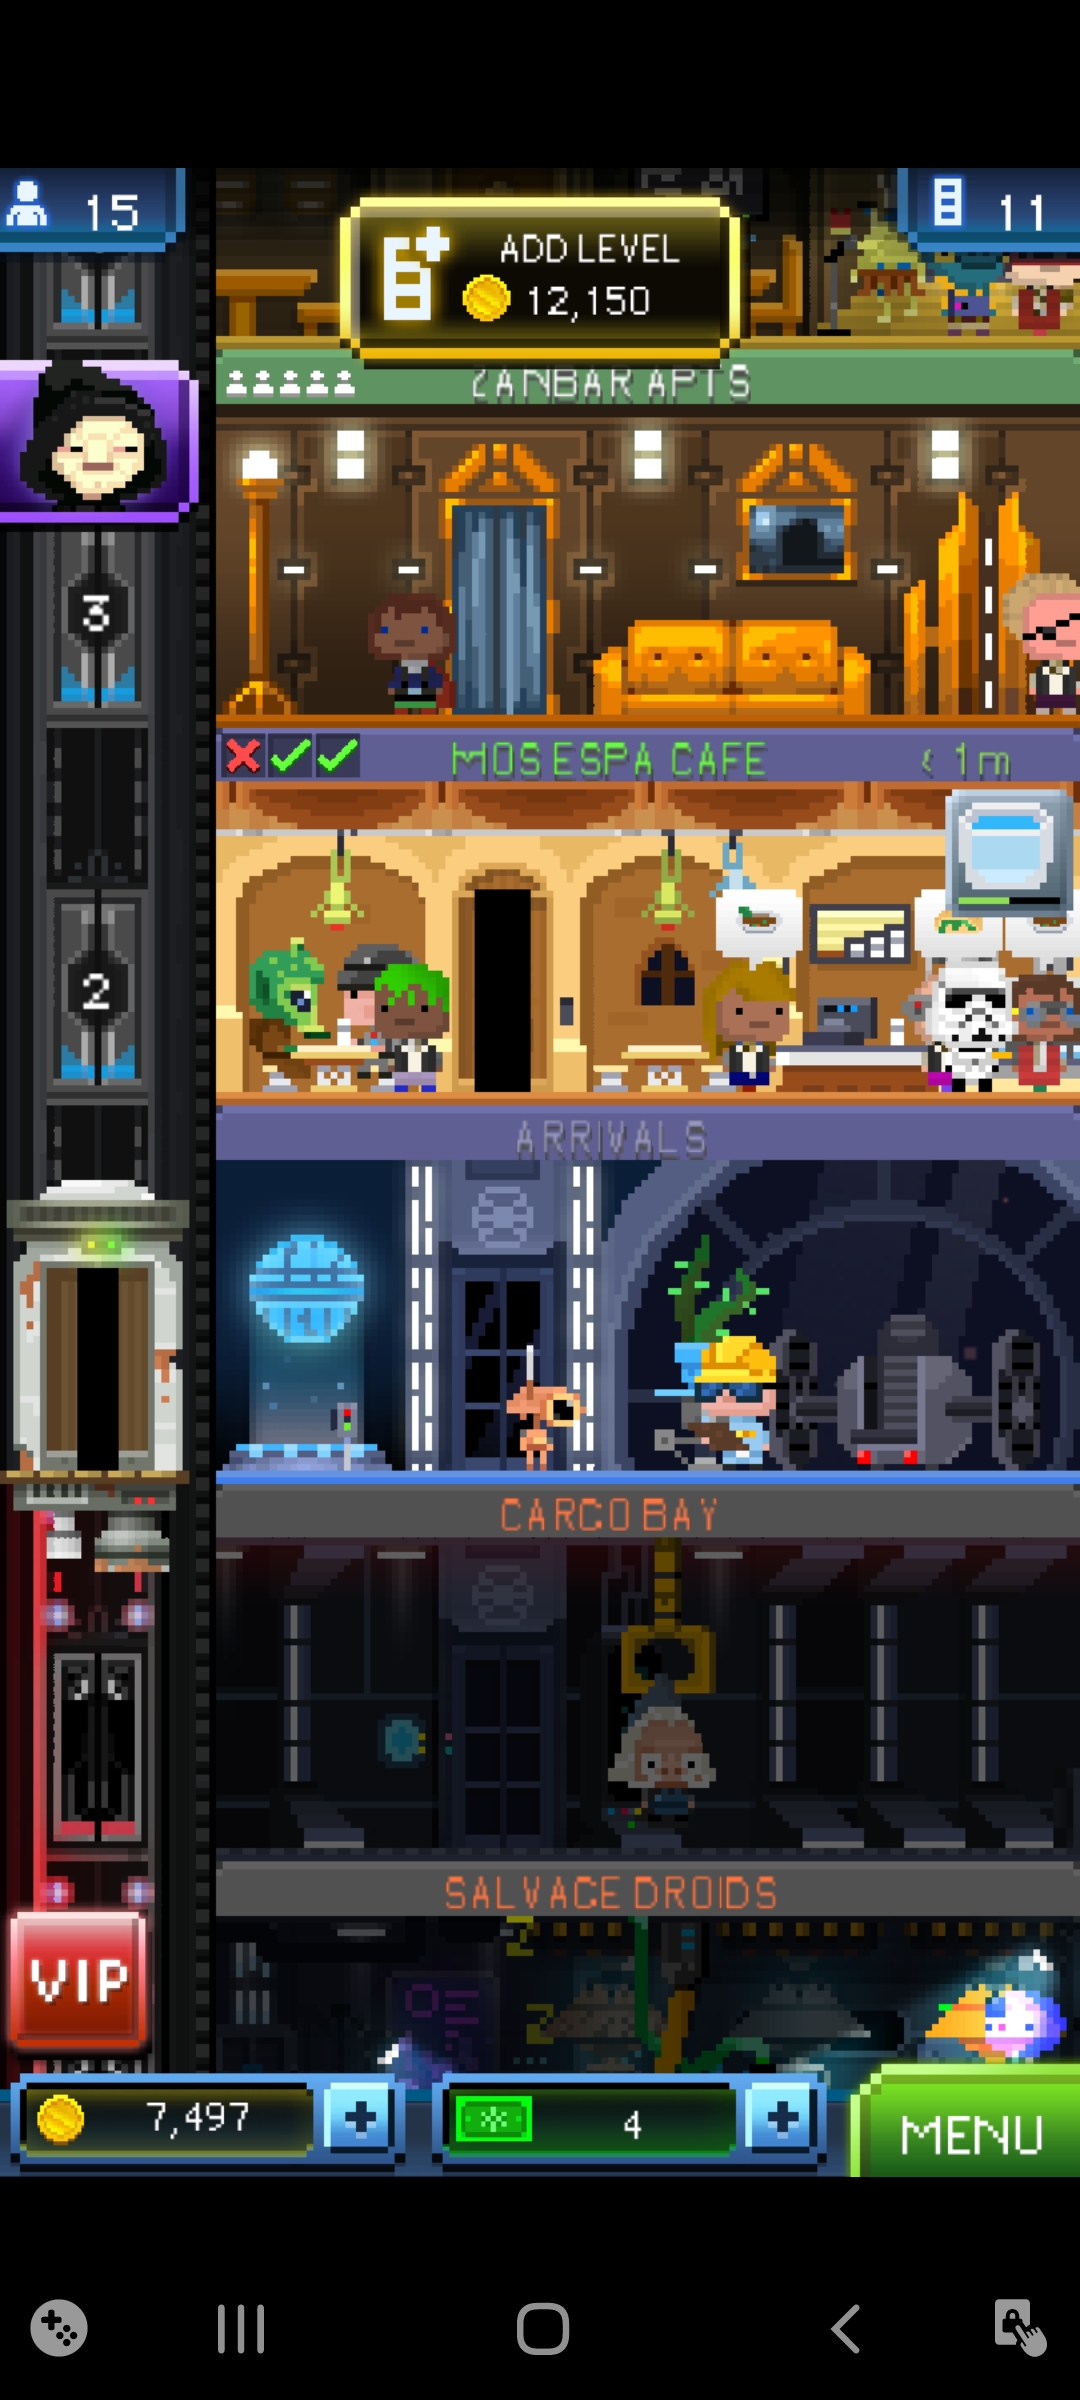 15
11
ADD LEVEL
12,150
ZANBAR APTS
3
MOS ESPA CAFE
< 1m
2
ARRIVALS
CARGO BAY
SALVAGE DROIDS
VIP
7,497
4
MENU